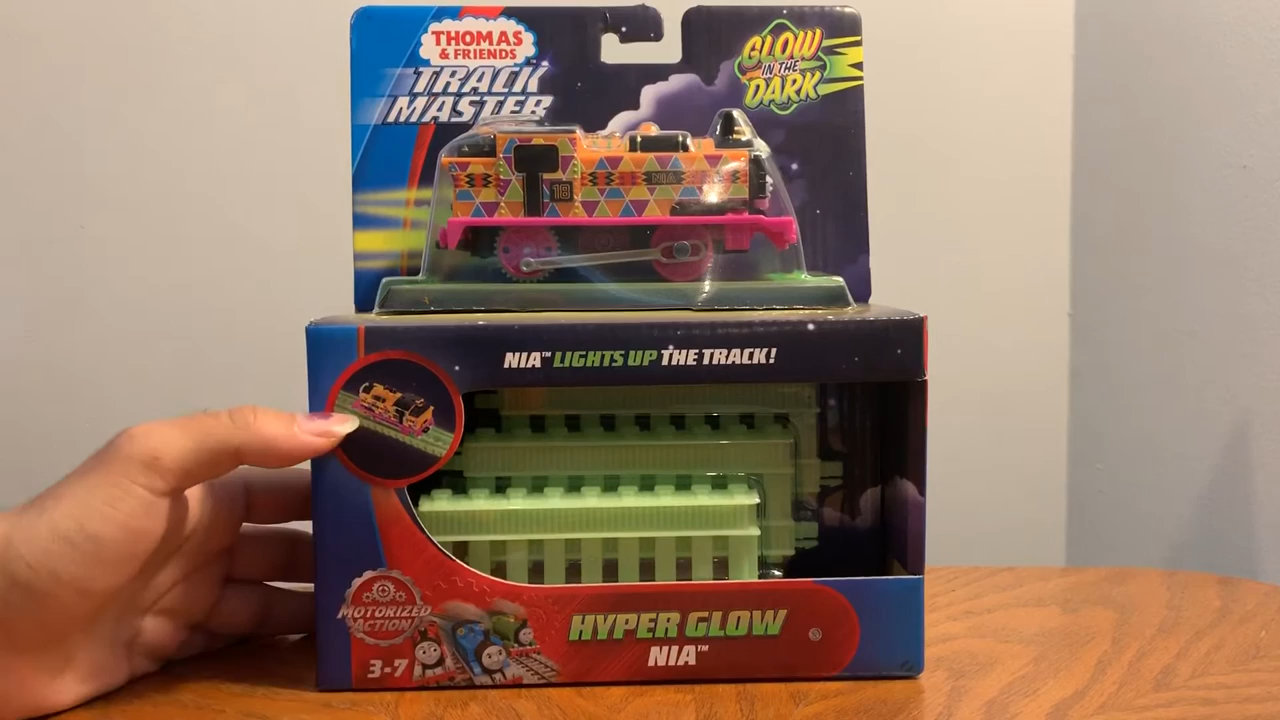 THOMAS
& FRIENDS™
TRACK
MASTER
GLOW
IN THE
DARK
NIA
18
NIA™ LIGHTS UP THE TRACK!
MOTORIZED
ACTION!
3-7
HYPER GLOW
NIA™